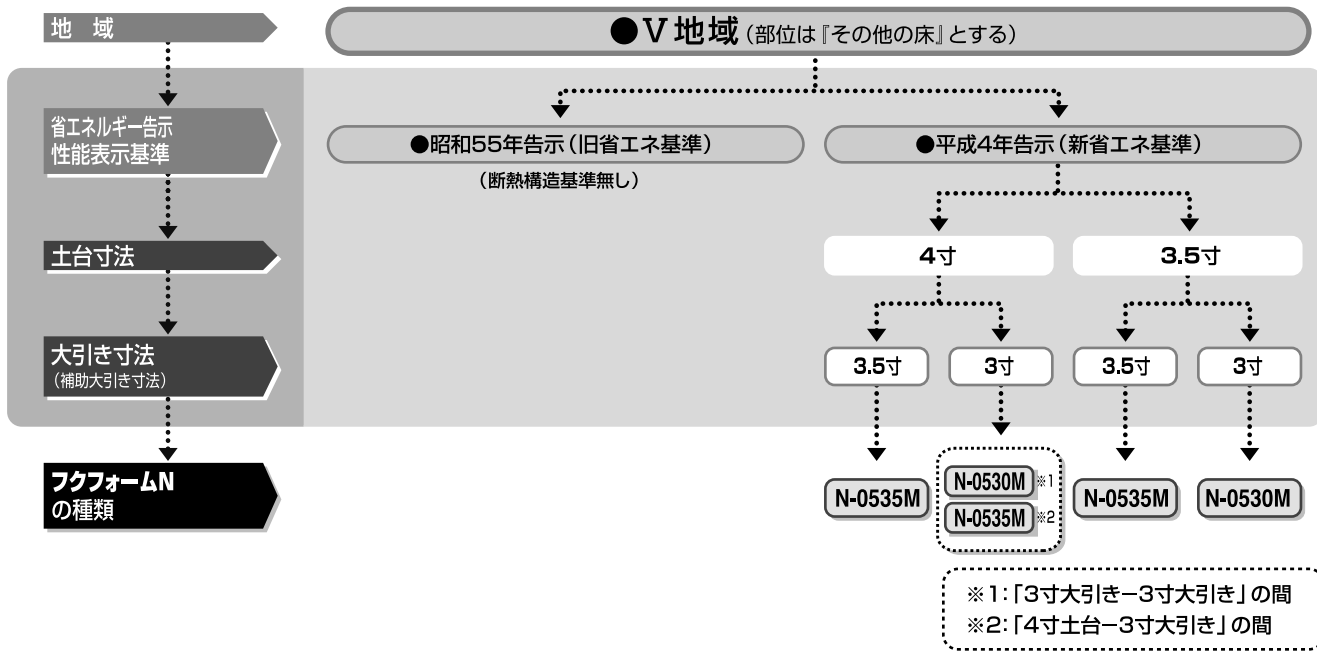 地 域
●Ⅴ地域(部位は『その他の床』とする)
省エネルギー告示
性能表示基準
●昭和55年告示(旧省エネ基準)
(断熱構造基準無し)
●平成4年告示(新省エネ基準)
土台寸法
4寸
3.5寸
大引き寸法
(補助大引き寸法)
3.5寸
3寸
3.5寸
3寸
フクフォームN
の種類
N-0535M
N-0530M ※1
N-0535M ※2
N-0535M
N-0530M
※1:「3寸大引き−3寸大引き」の間
※2:「4寸土台−3寸大引き」の間